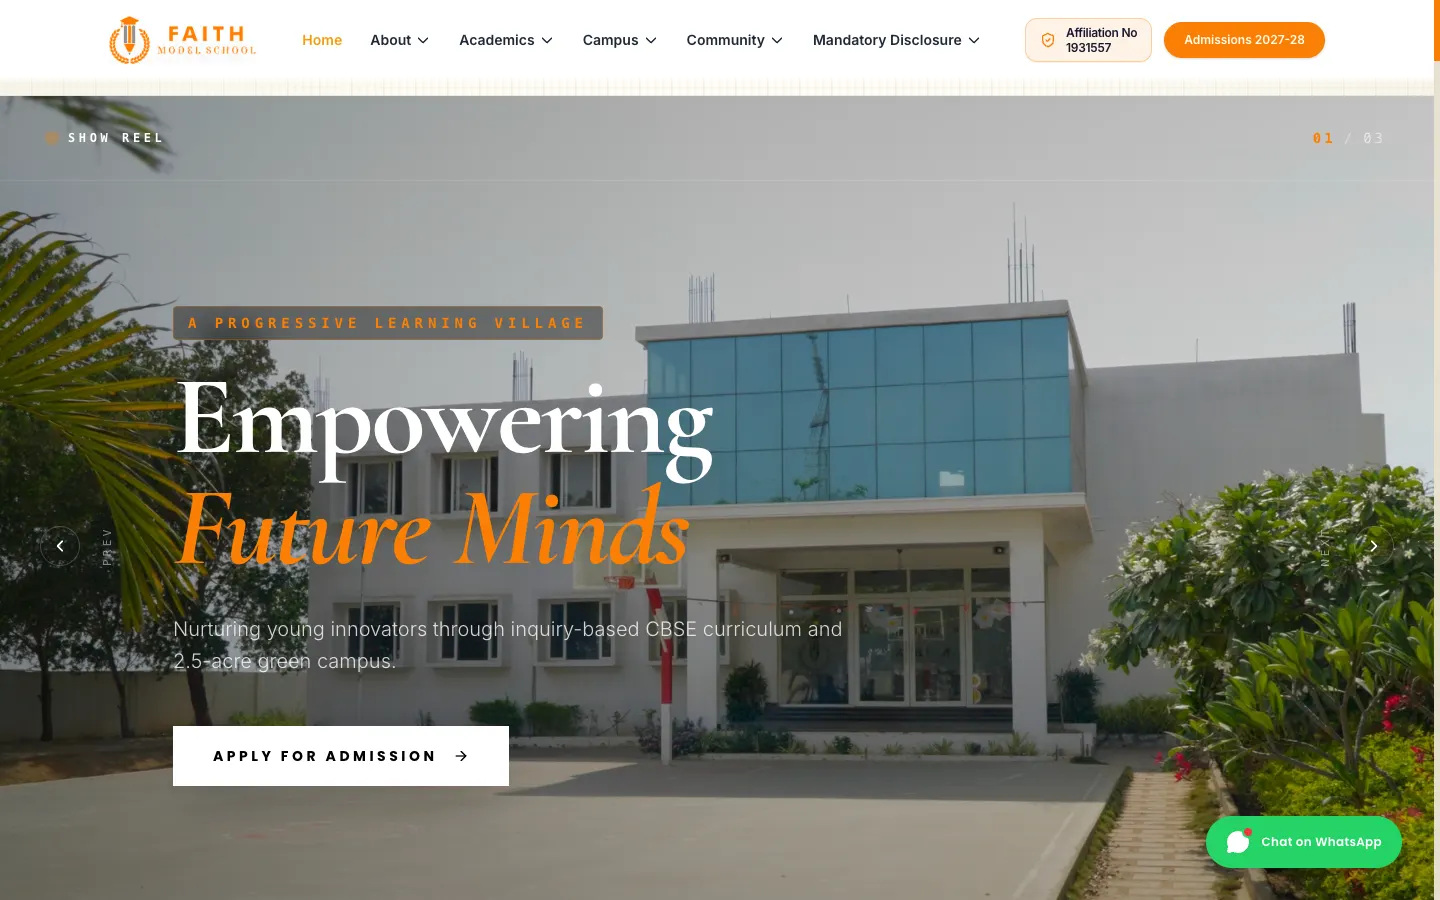 FAITH
MODEL SCHOOL
Home
About
Academics
Campus
Community
Mandatory Disclosure
Affiliation No
1931557
Admissions 2027-28
SHOW REEL
01 / 03
A PROGRESSIVE LEARNING VILLAGE
Empowering
Future Minds
PREV
NEXT
Nurturing young innovators through inquiry-based CBSE curriculum and
2.5-acre green campus.
APPLY FOR ADMISSION
Chat on WhatsApp